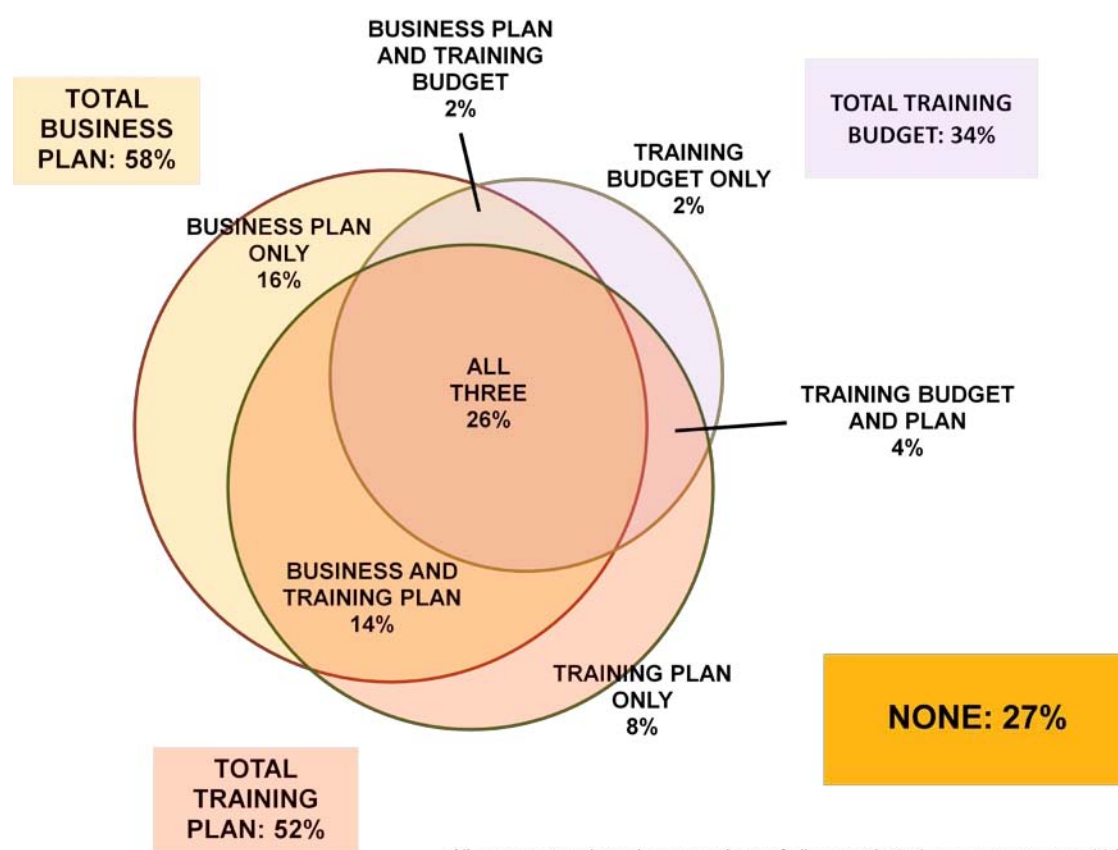 BUSINESS PLAN
AND TRAINING
BUDGET
2%
TOTAL
BUSINESS
PLAN: 58%
TOTAL TRAINING
BUDGET: 34%
TRAINING
BUDGET ONLY
2%
BUSINESS PLAN
ONLY
16%
ALL
THREE
26%
TRAINING BUDGET
AND PLAN
4%
BUSINESS AND
TRAINING PLAN
14%
TRAINING PLAN
ONLY
8%
NONE: 27%
TOTAL
TRAINING
PLAN: 52%